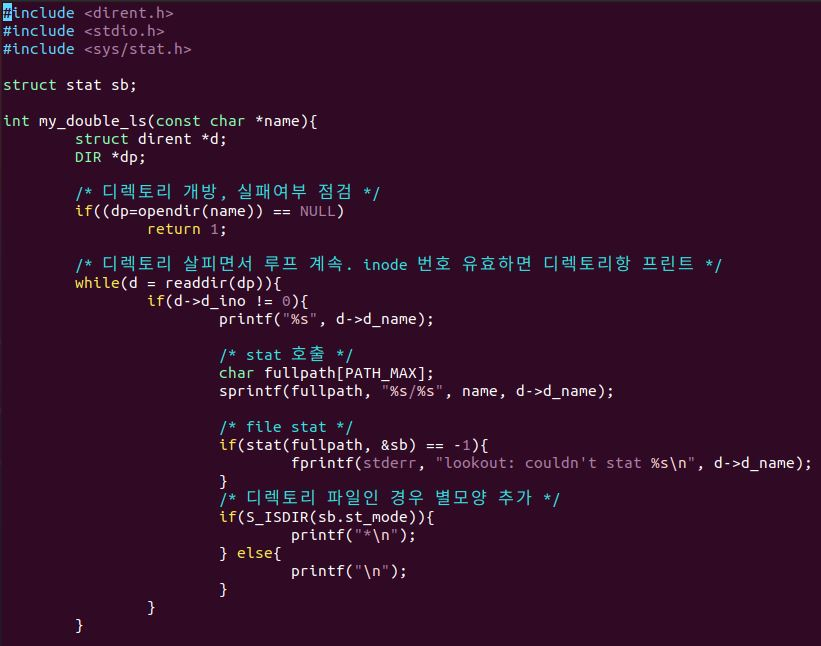 #include <dirent.h>
#include <stdio.h>
#include <sys/stat.h>

struct stat sb;

int my_double_ls(const char *name){
        struct dirent *d;
        DIR *dp;

        /* 디렉토리 개방, 실패여부 점검 */
        if((dp=opendir(name)) == NULL)
                return 1;

        /* 디렉토리 살피면서 루프 계속. inode 번호 유효하면 디렉토리항 프린트 */
        while(d = readdir(dp)){
                if(d->d_ino != 0){
                        printf("%s", d->d_name);

                        /* stat 호출 */
                        char fullpath[PATH_MAX];
                        sprintf(fullpath, "%s/%s", name, d->d_name);

                        /* file stat */
                        if(stat(fullpath, &sb) == -1){
                                fprintf(stderr, "lookout: couldn't stat %s\n", d->d_name);
                        }
                        /* 디렉토리 파일인 경우 별모양 추가 */
                        if(S_ISDIR(sb.st_mode)){
                                printf("*\n");
                        } else{
                                printf("\n");
                        }
                }
        }